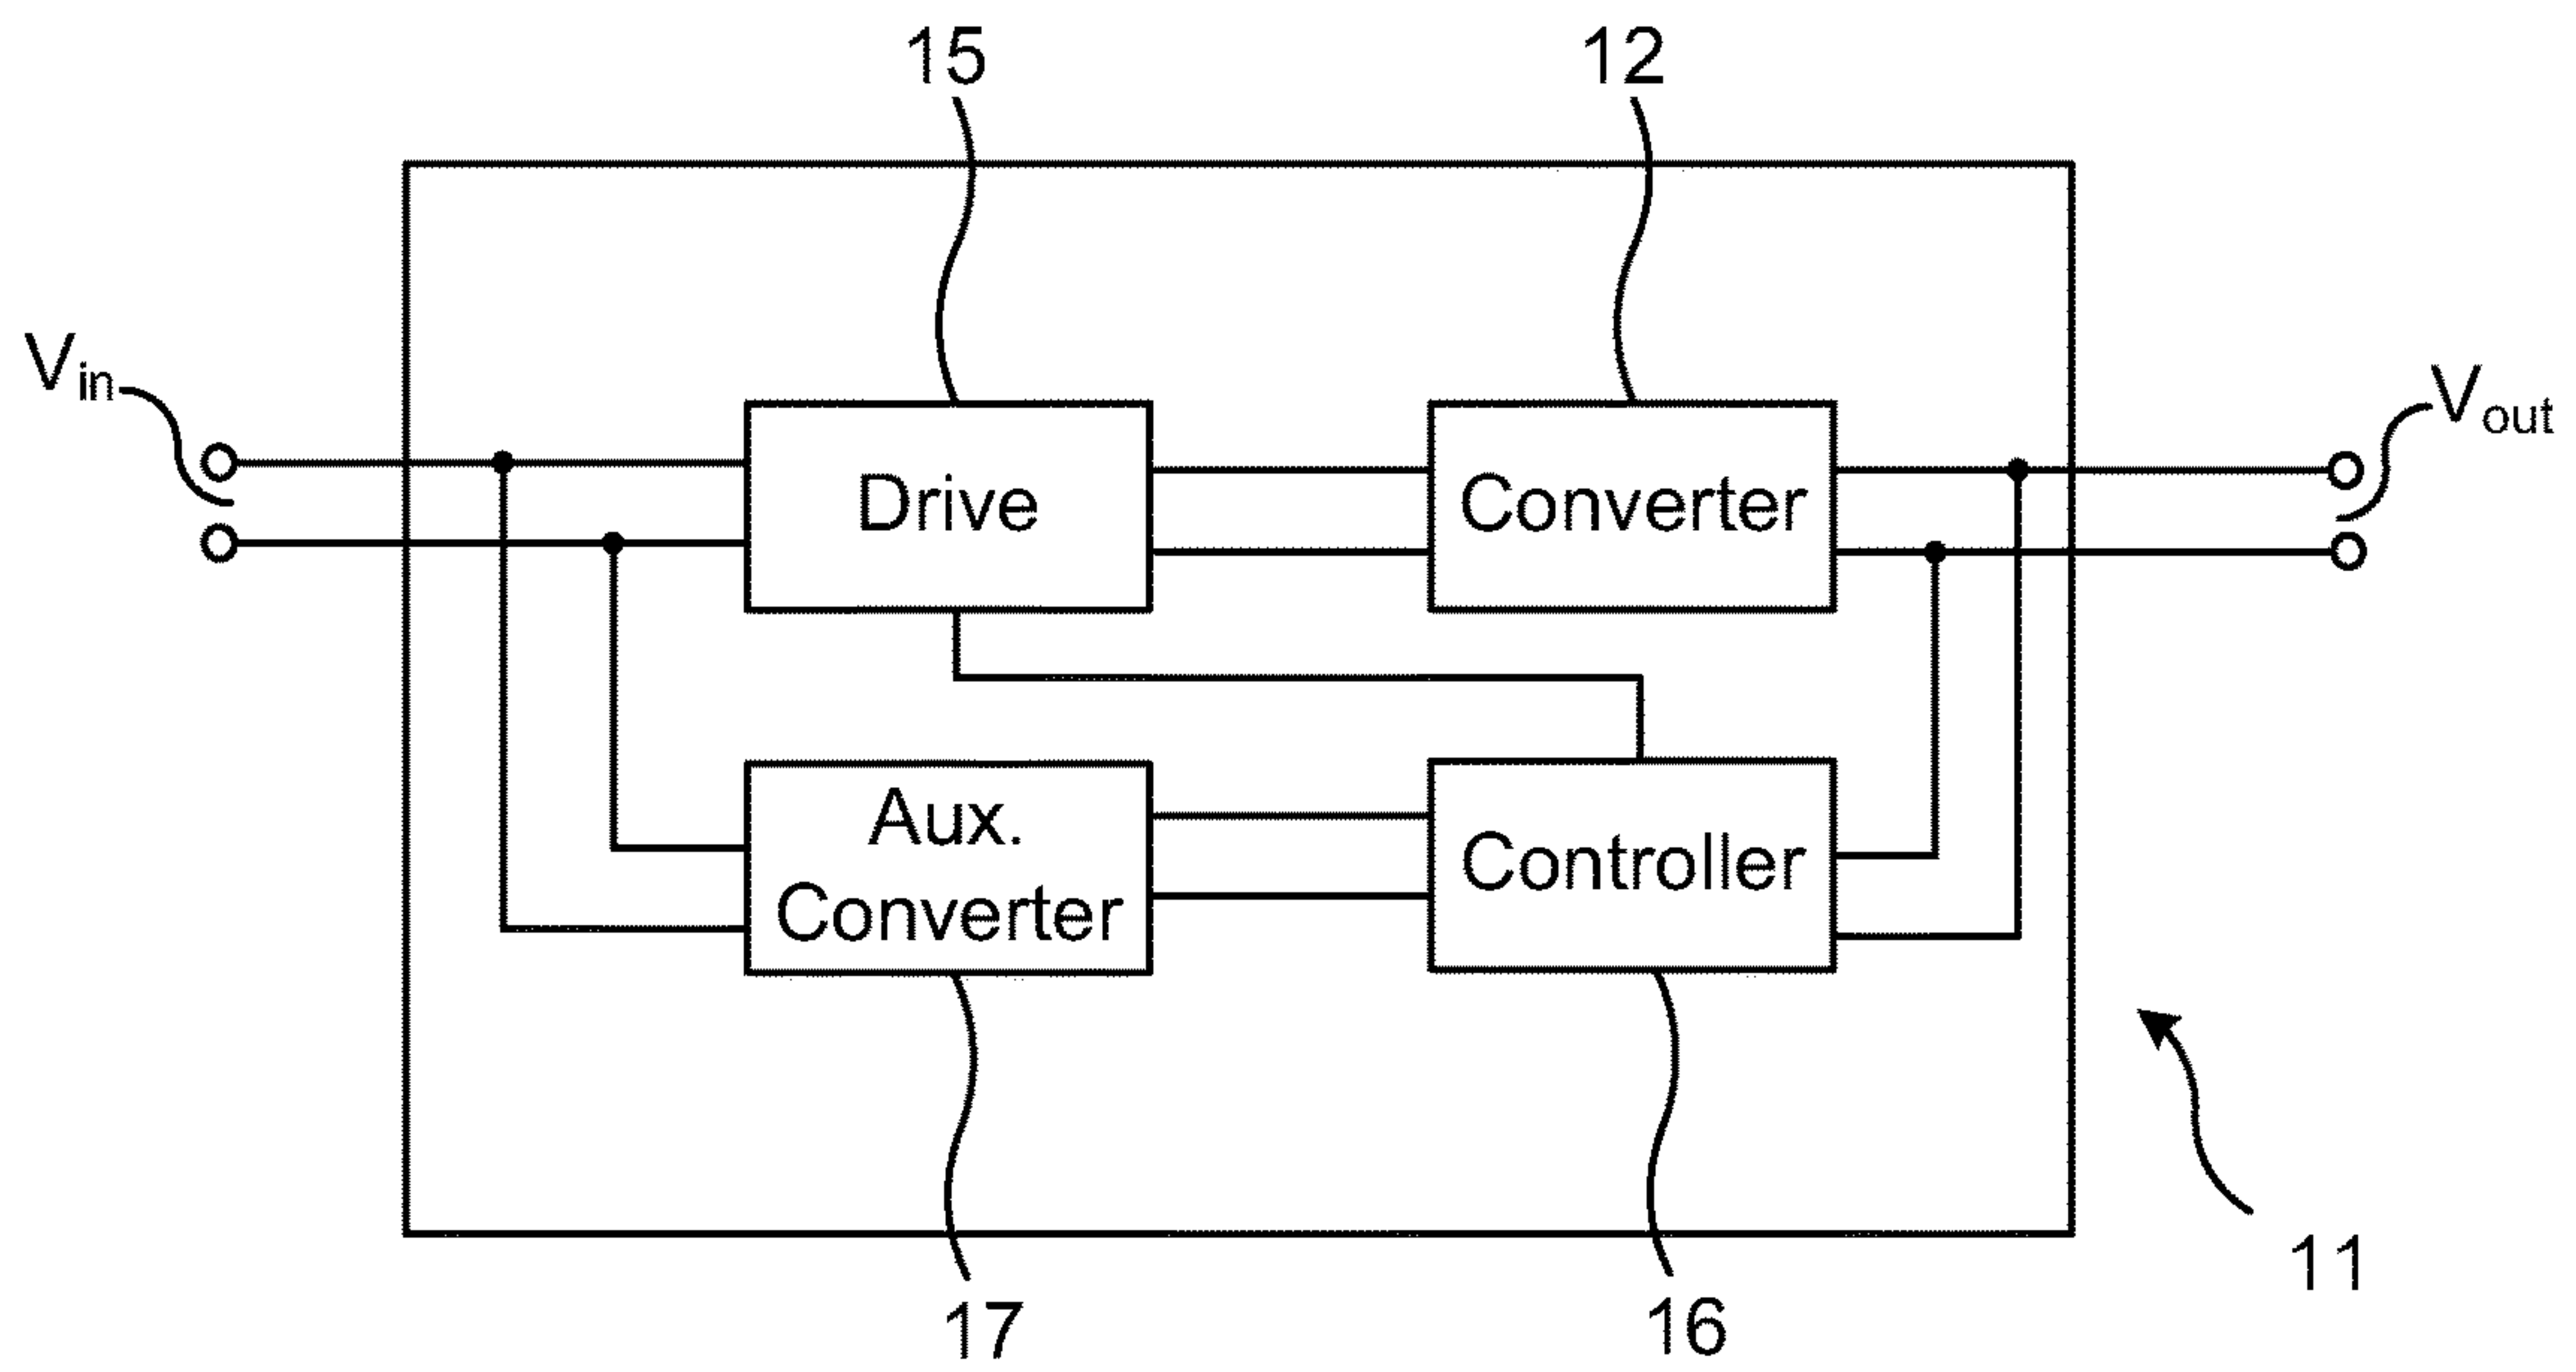 15
12
Vin
Vout
Drive
Converter
Aux.
Converter
Controller
11
17
16